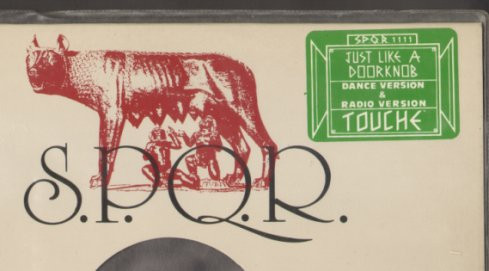 SPQR 1111
JUST LIKE A
DOORKNOB
DANCE VERSION
&
RADIO VERSION
TOUCHE
S.P.Q.R.